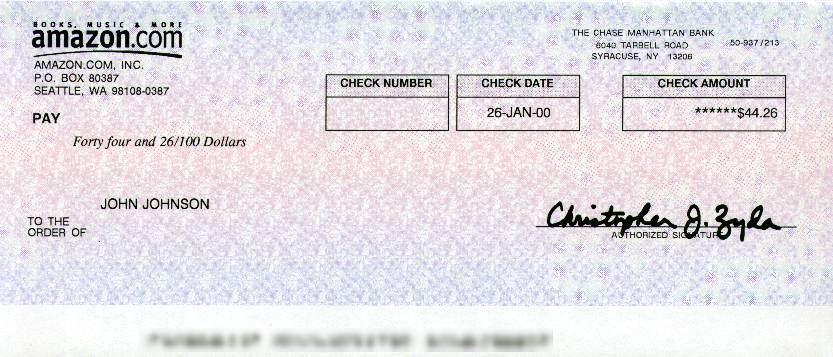 BOOKS, MUSIC & MORE
amazon.com
AMAZON.COM, INC.
P.O. BOX 80387
SEATTLE, WA 98108-0387
THE CHASE MANHATTAN BANK
6040 TARBELL ROAD
SYRACUSE, NY 13206
50-937/213
CHECK NUMBER
CHECK DATE
26-JAN-00
CHECK AMOUNT
******$44.26
PAY
Forty four and 26/100 Dollars
JOHN JOHNSON
TO THE
ORDER OF
Christopher J. Zyda
AUTHORIZED SIGNATURE